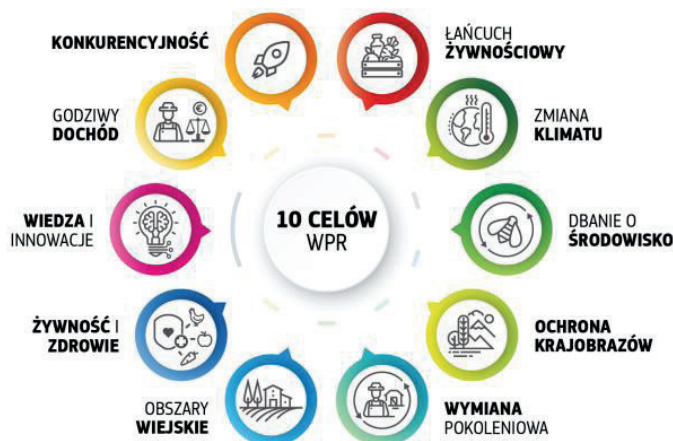 KONKURENCYJNOŚĆ
ŁAŃCUCH
ŻYWNOŚCIOWY
GODZIWY
DOCHÓD
ZMIANA
KLIMATU
WIEDZA I
INNOWACJE
10 CELÓW
WPR
DBANIE O
ŚRODOWISKO
ŻYWNOŚĆ I
ZDROWIE
OCHRONA
KRAJOBRAZÓW
OBSZARY
WIEJSKIE
WYMIANA
POKOLENIOWA